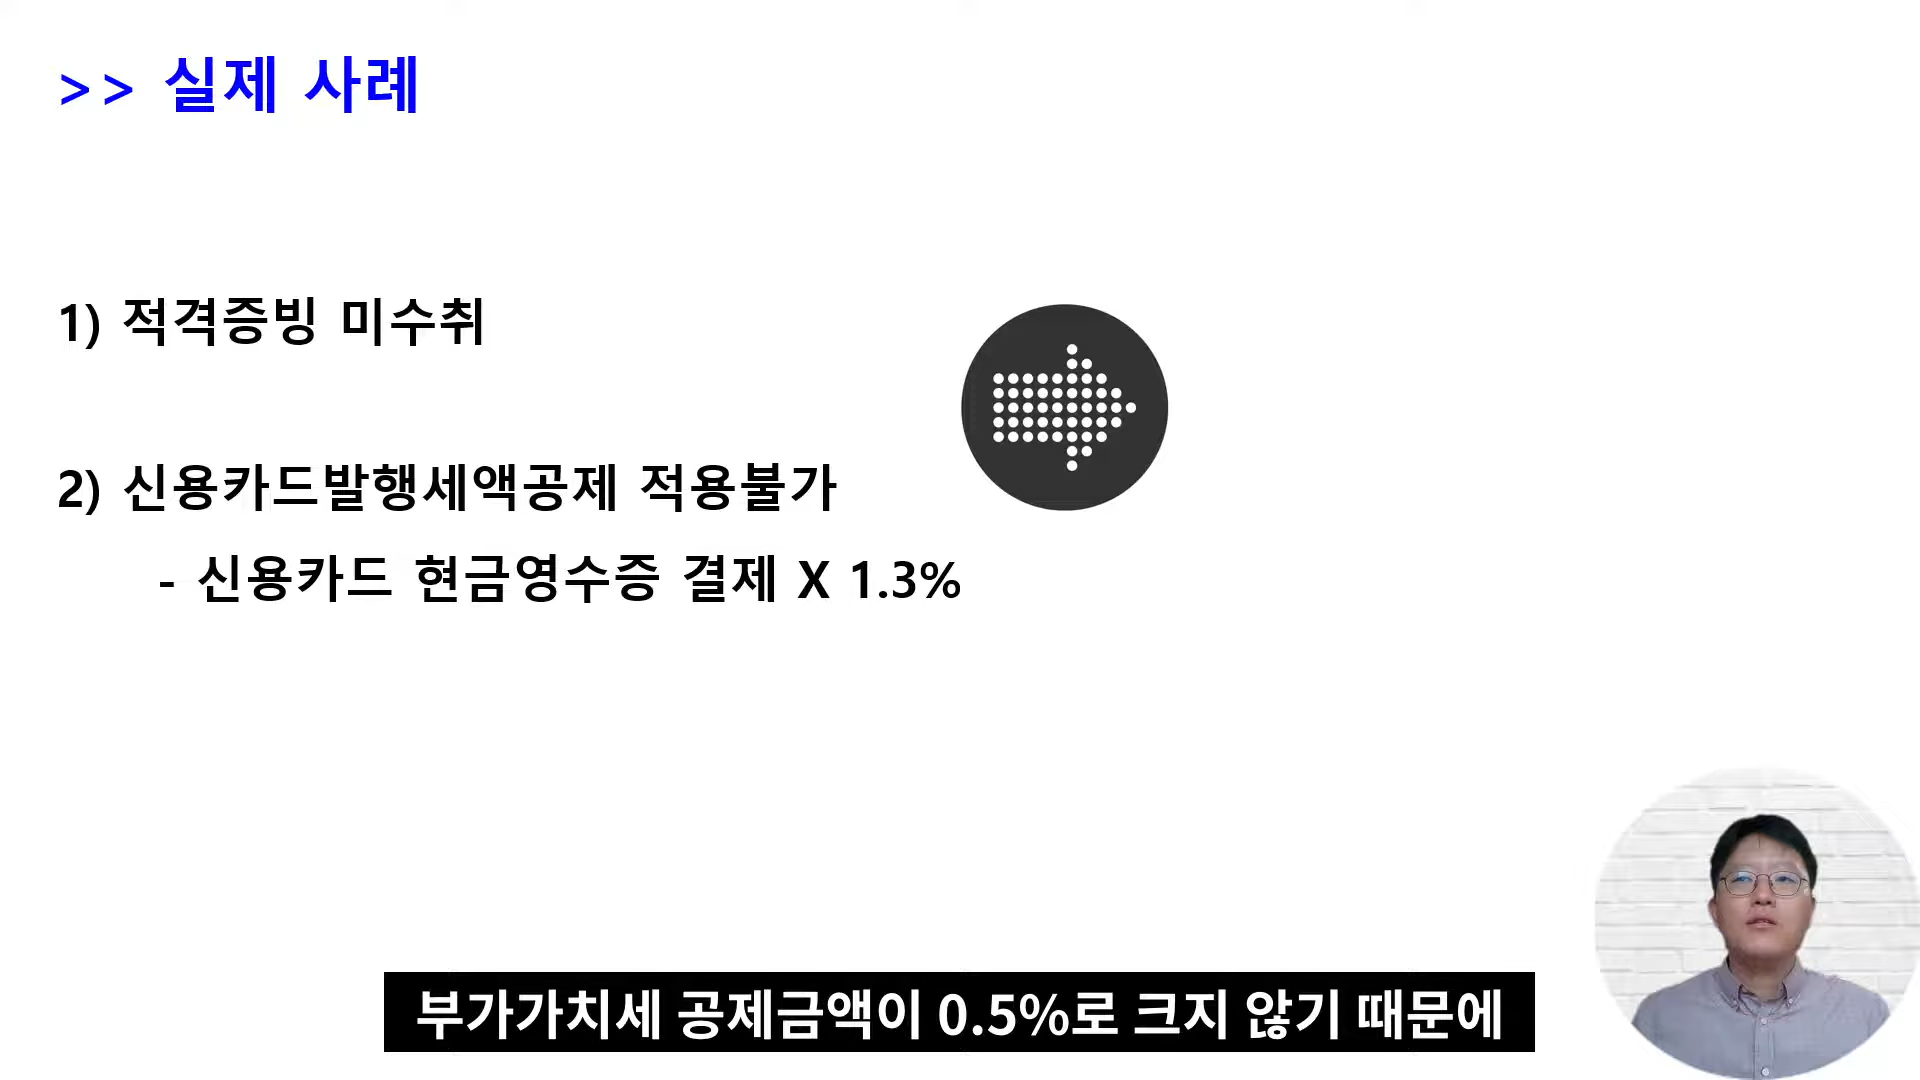 >> 실제 사례
1) 적격증빙 미수취
2) 신용카드발행세액공제 적용불가
- 신용카드 현금영수증 결제 X 1.3%
부가가치세 공제금액이 0.5%로 크지 않기 때문에